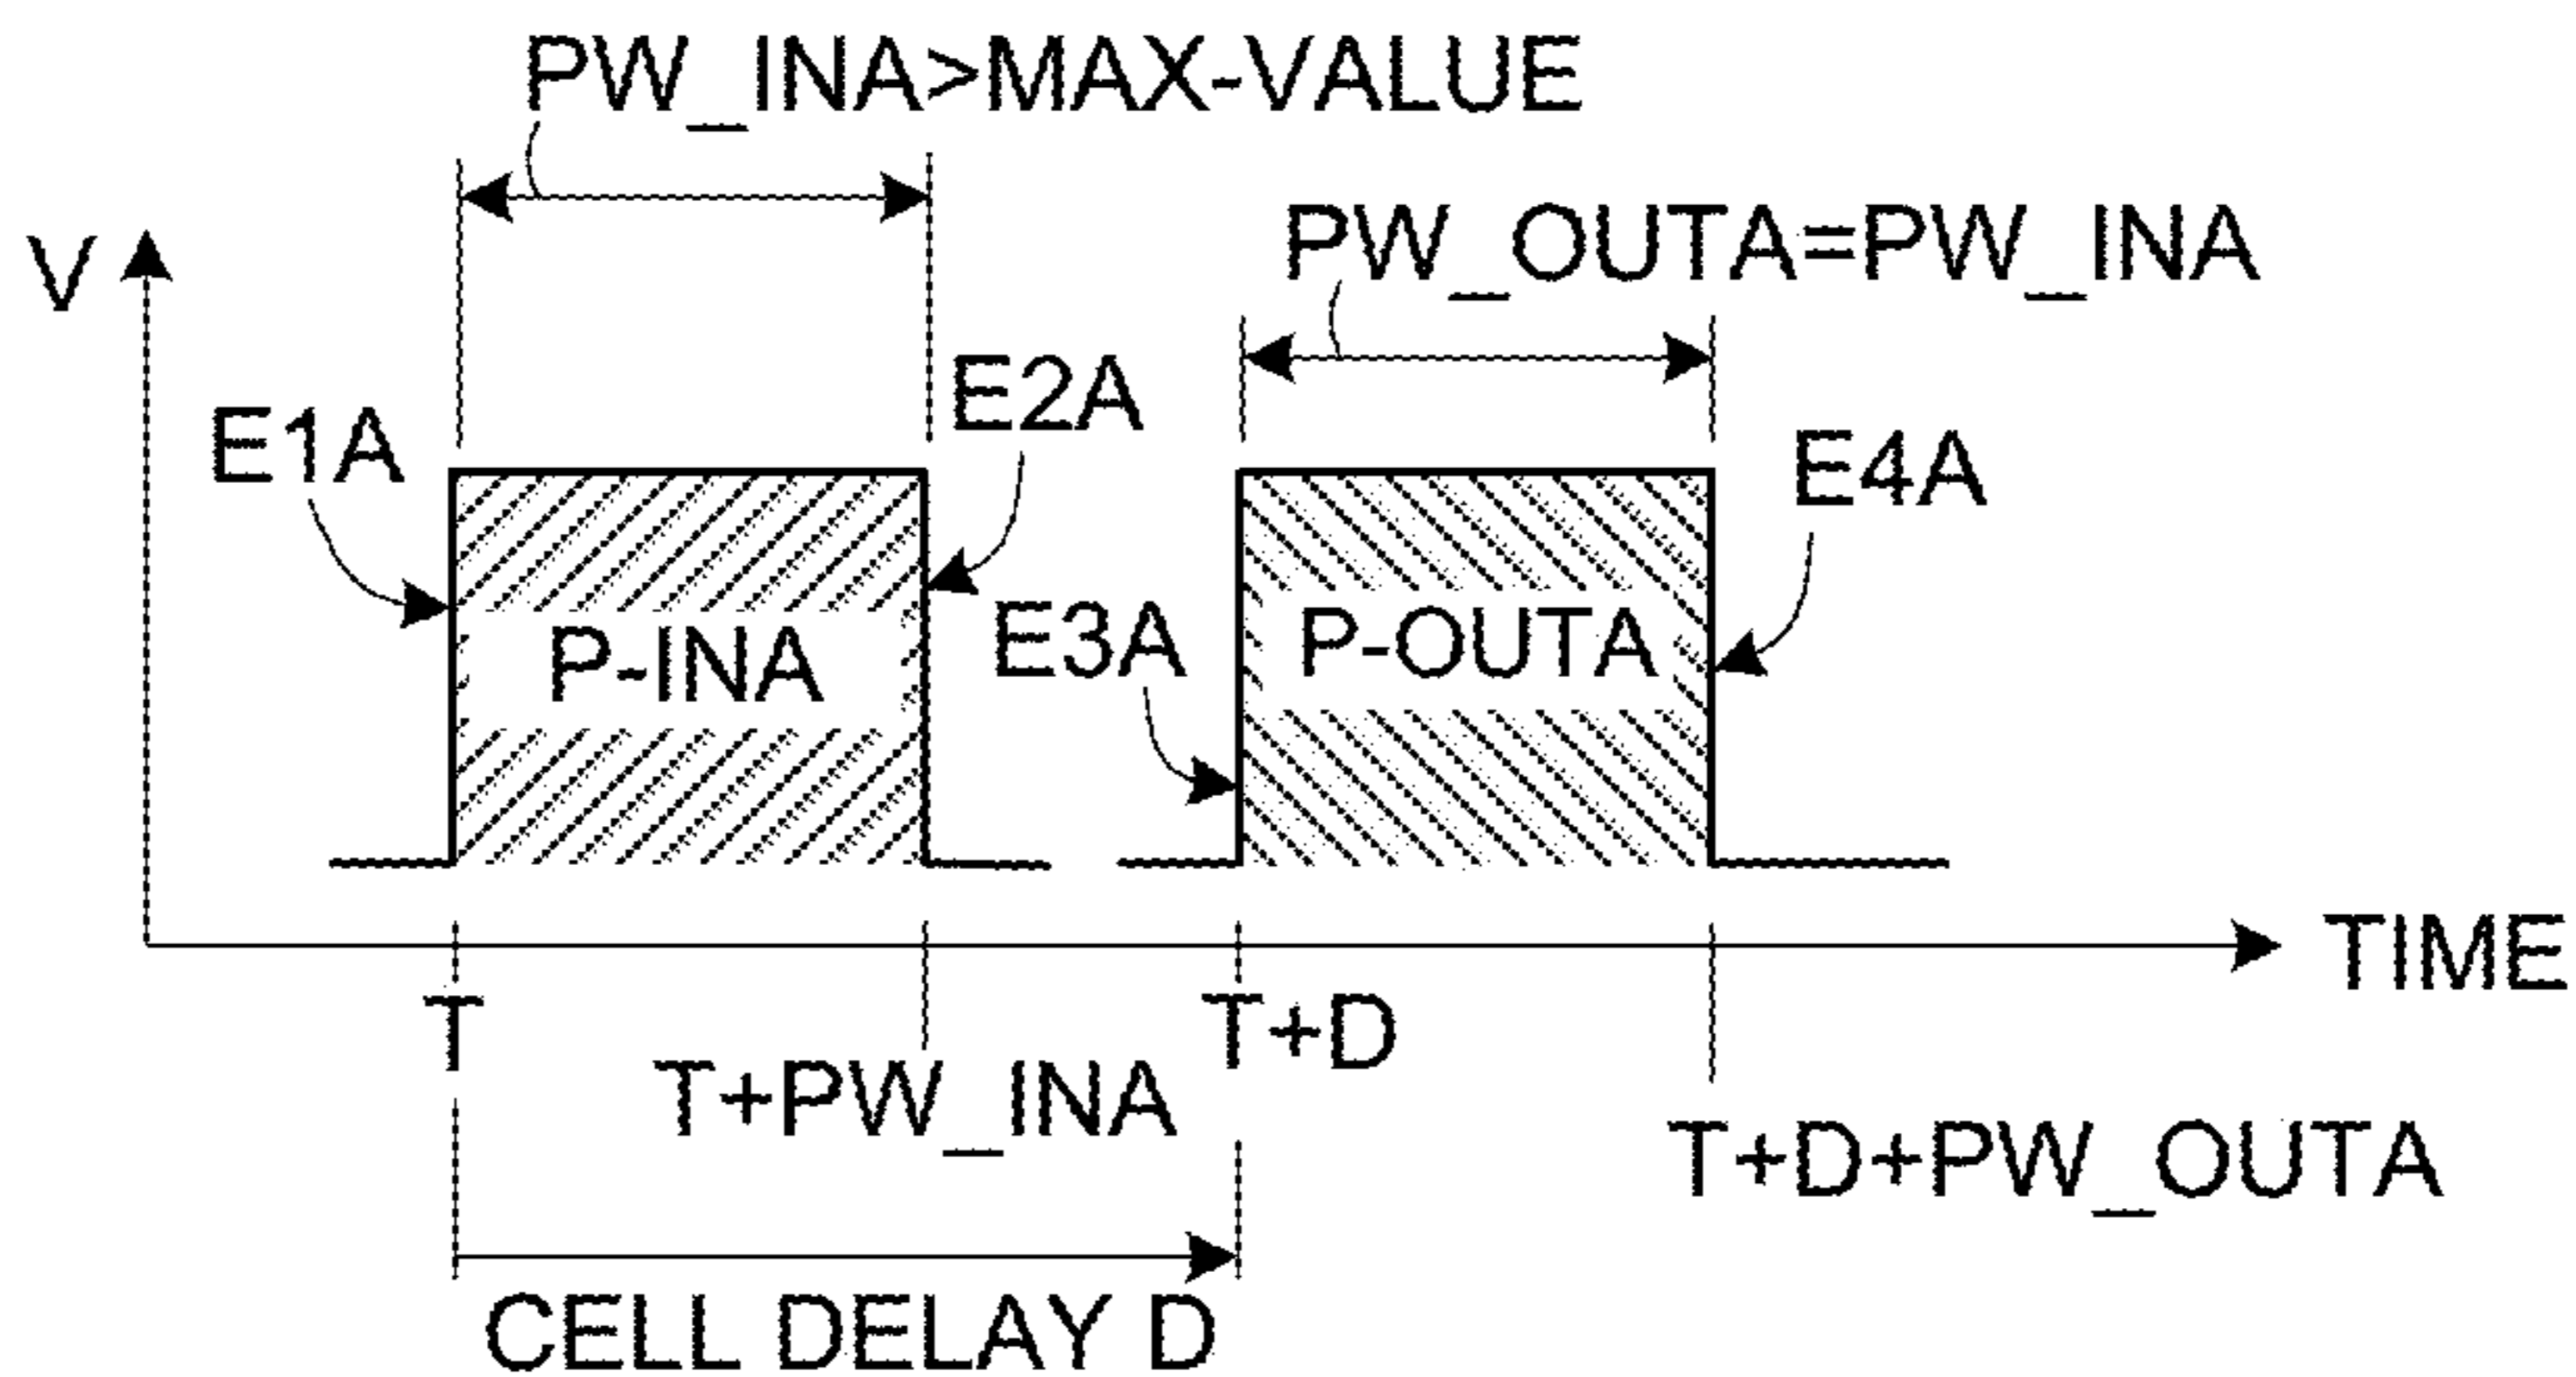 PW_INA>MAX-VALUE
PW_OUTA=PW_INA
V
E1A
E2A
E4A
E3A
P-INA
P-OUTA
TIME
T
T+D
T+PW_INA
T+D+PW_OUTA
CELL DELAY D